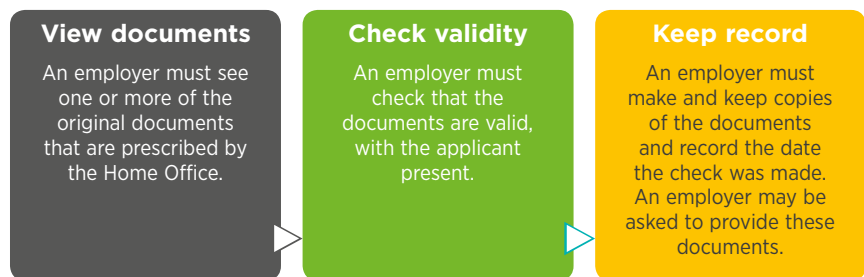 View documents
An employer must see
one or more of the
original documents
that are prescribed by
the Home Office.
Check validity
An employer must
check that the
documents are valid,
with the applicant
present.
Keep record
An employer must
make and keep copies
of the documents
and record the date
the check was made.
An employer may be
asked to provide these
documents.